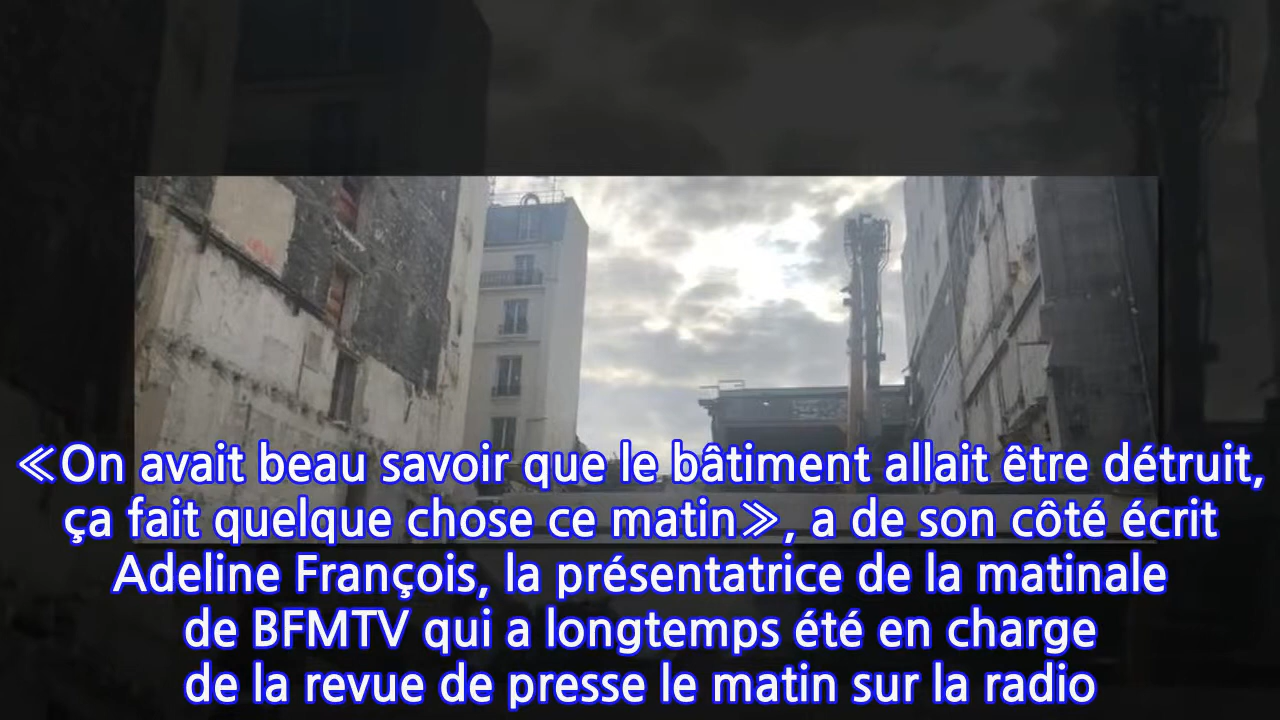 ≪On avait beau savoir que le bâtiment allait être détruit,
ça fait quelque chose ce matin≫, a de son côté écrit
Adeline François, la présentatrice de la matinale
de BFMTV qui a longtemps été en charge
de la revue de presse le matin sur la radio